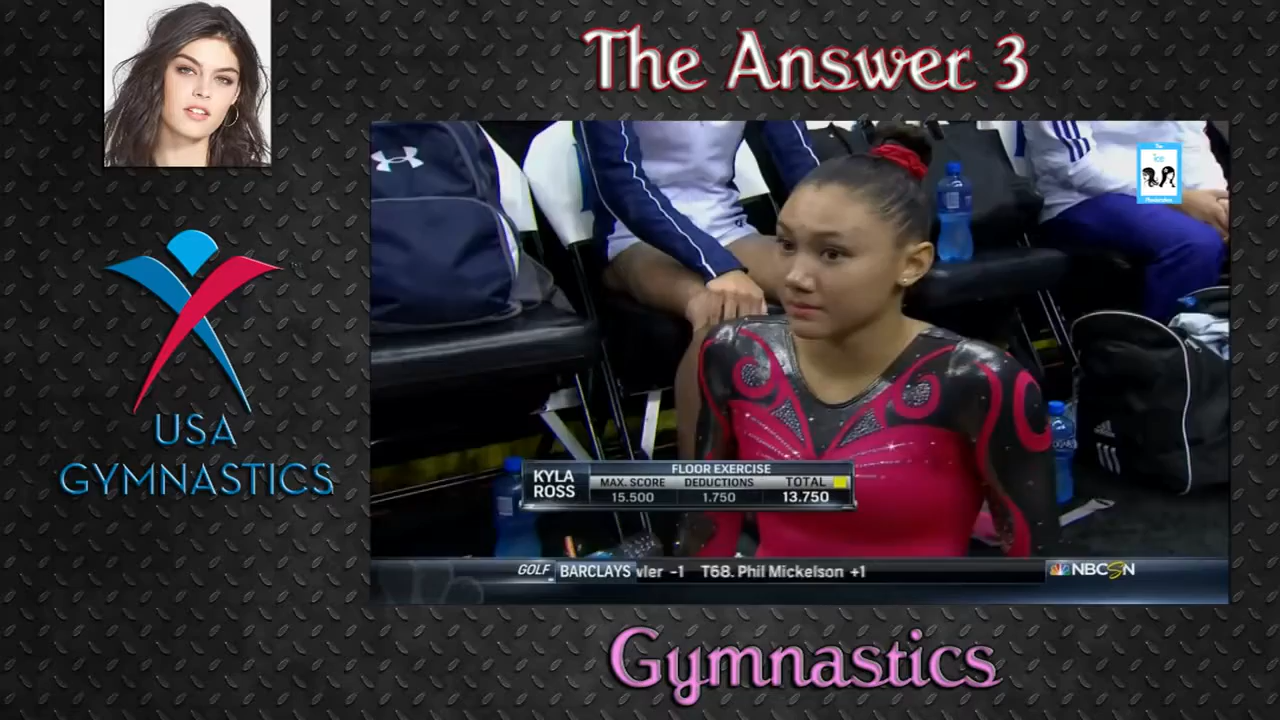 The Answer 3
USA
GYMNASTICS
KYLA
ROSS
FLOOR EXERCISE
MAX. SCORE DEDUCTIONS TOTAL
15.500 1.750 13.750
GOLF BARCLAYS wler -1 T68. Phil Mickelson +1
NBCSN
Gymnastics